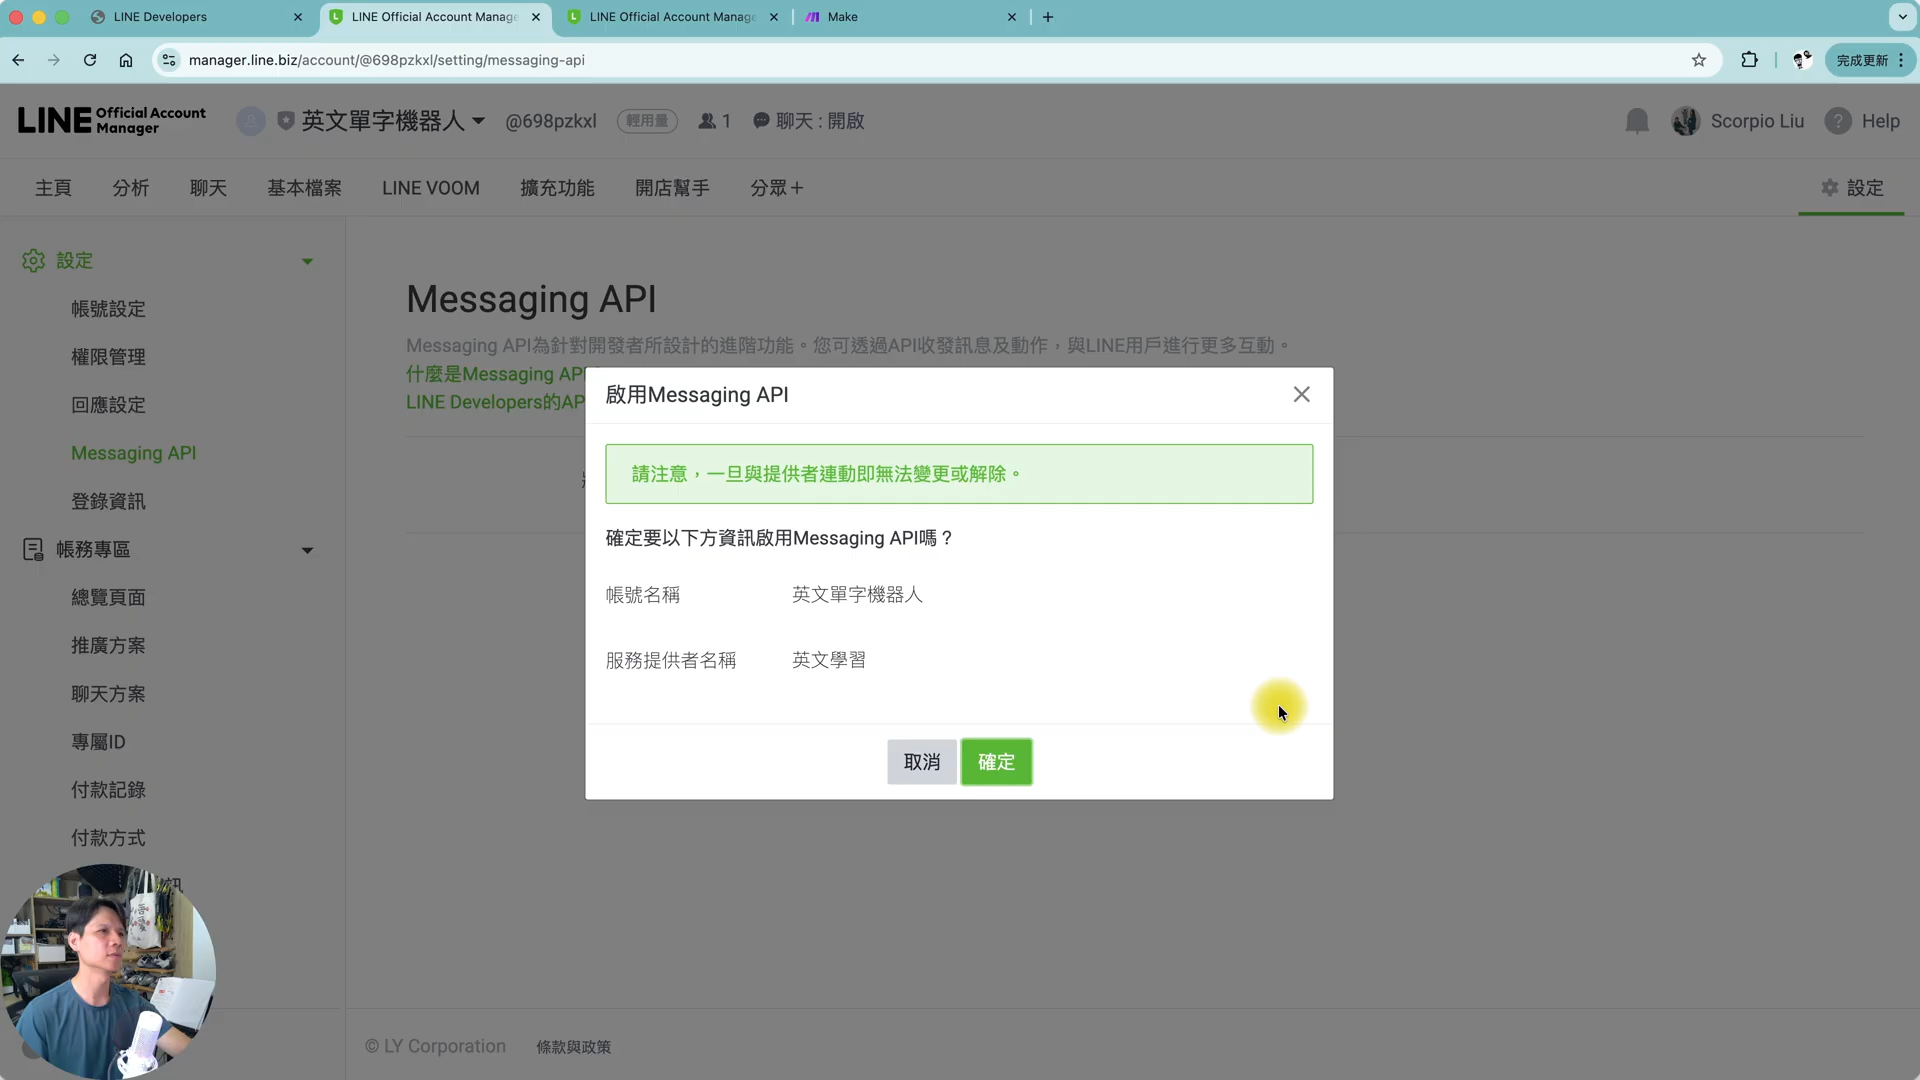 LINE Developers
LINE Official Account Manage
LINE Official Account Manage
Make
manager.line.biz/account/@698pzkxl/setting/messaging-api
完成更新
LINE Official Account Manager
英文單字機器人
@698pzkxl
輕用量
1
聊天 : 開啟
Scorpio Liu
? Help
主頁
分析
聊天
基本檔案
LINE VOOM
擴充功能
開店幫手
分眾+
設定
設定
帳號設定
權限管理
回應設定
Messaging API
登錄資訊
帳務專區
總覽頁面
推廣方案
聊天方案
專屬ID
付款記錄
付款方式
訊
Messaging API
Messaging API為針對開發者所設計的進階功能。您可透過API收發訊息及動作,與LINE用戶進行更多互動。
什麼是Messaging API
LINE Developers的AP
啟用Messaging API
請注意,一旦與提供者連動即無法變更或解除。
確定要以下方資訊啟用Messaging API嗎?
帳號名稱 英文單字機器人
服務提供者名稱 英文學習
取消
確定
© LY Corporation
條款與政策